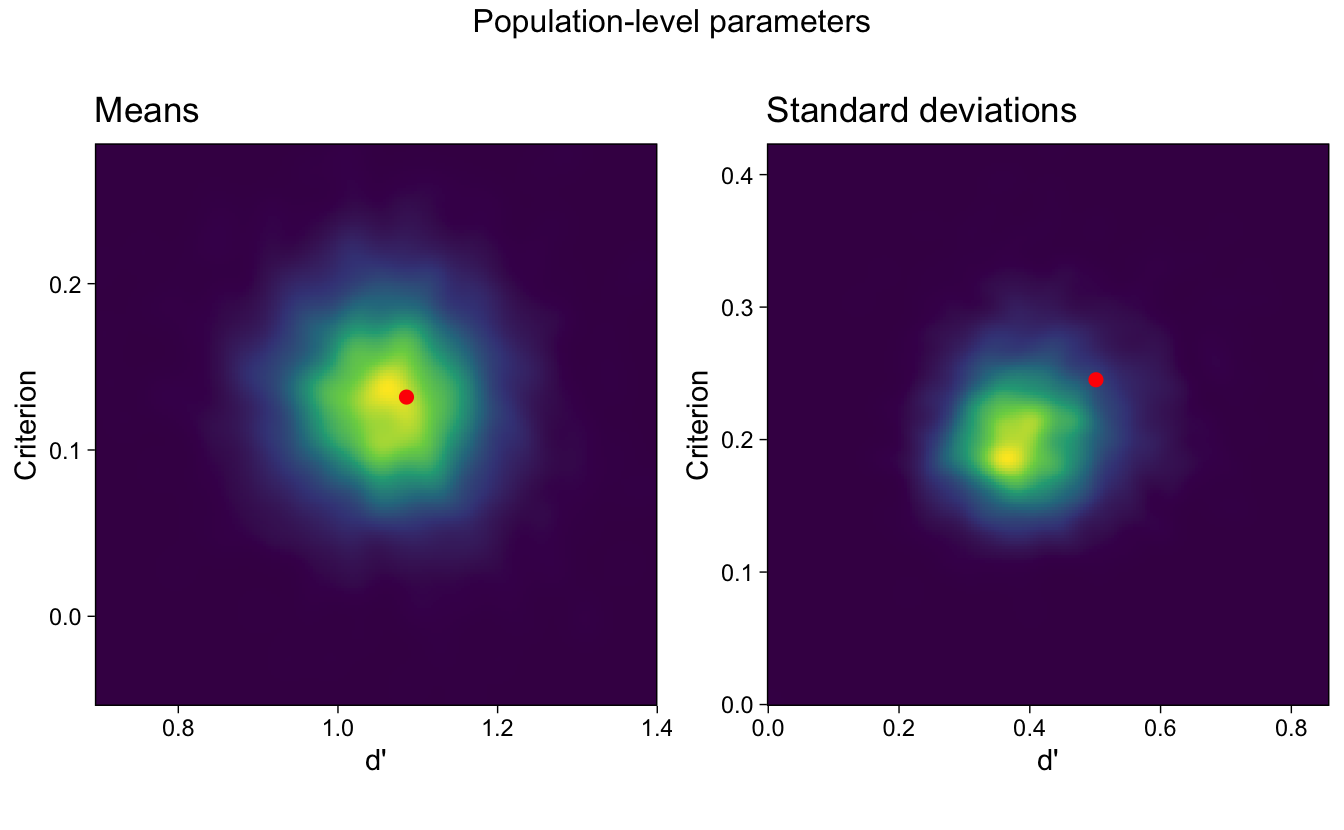 Population-level parameters
Means
Criterion
0.2
0.1
0.0
0.8 1.0 1.2 1.4
d'
Standard deviations
Criterion
0.4
0.3
0.2
0.1
0.0
0.0 0.2 0.4 0.6 0.8
d'